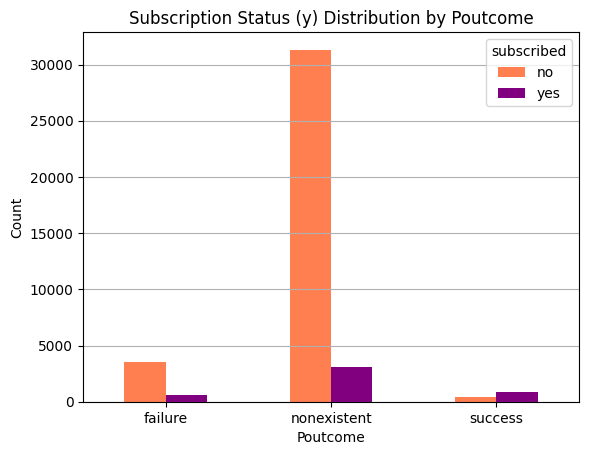 Subscription Status (y) Distribution by Poutcome
subscribed
no
yes
Count
30000
25000
20000
15000
10000
5000
0
failure nonexistent success
Poutcome